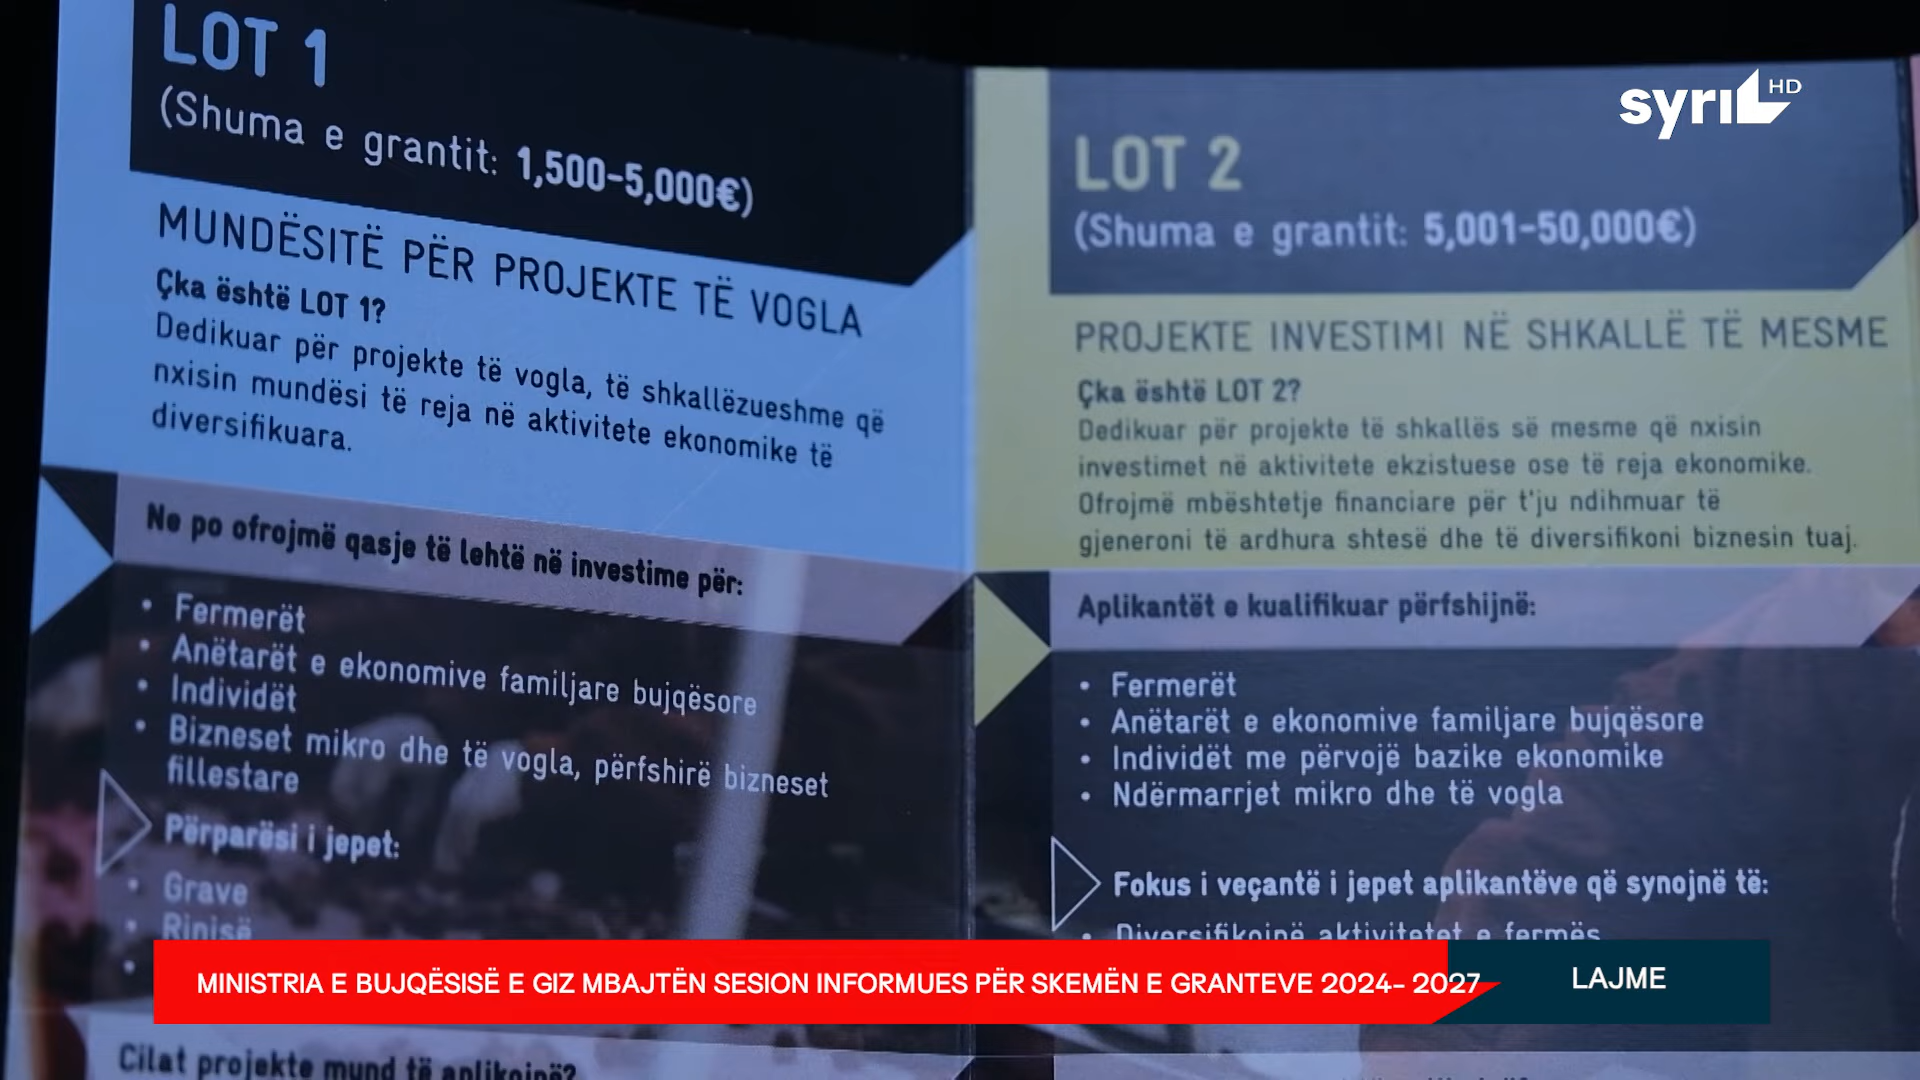 LOT 1
(Shuma e grantit: 1,500-5,000€)
MUNDËSITË PËR PROJEKTE TË VOGLA
Çka është LOT 1?
Dedikuar për projekte të vogla, të shkallëzueshme që
nxisin mundësi të reja në aktivitete ekonomike të
diversifikuara.
Ne po ofrojmë qasje të lehtë në investime për:
• Fermerët
• Anëtarët e ekonomive familjare bujqësore
• Individët
• Bizneset mikro dhe të vogla, përfshirë bizneset
fillestare
Përparësi i jepet:
• Grave
• Rinisë
Cilat projekte mund të aplikojnë?
syri HD
LOT 2
(Shuma e grantit: 5,001-50,000€)
PROJEKTE INVESTIMI NË SHKALLË TË MESME
Çka është LOT 2?
Dedikuar për projekte të shkallës së mesme që nxisin
investimet në aktivitete ekzistuese ose të reja ekonomike.
Ofrojmë mbështetje financiare për t'ju ndihmuar të
gjeneroni të ardhura shtesë dhe të diversifikoni biznesin tuaj.
Aplikantët e kualifikuar përfshijnë:
• Fermerët
• Anëtarët e ekonomive familjare bujqësore
• Individët me përvojë bazike ekonomike
• Ndërmarrjet mikro dhe të vogla
Fokus i veçantë i jepet aplikantëve që synojnë të:
• Diversifikojnë aktivitetet e fermës
MINISTRIA E BUJQËSISË E GIZ MBAJTËN SESION INFORMUES PËR SKEMËN E GRANTEVE 2024- 2027
LAJME